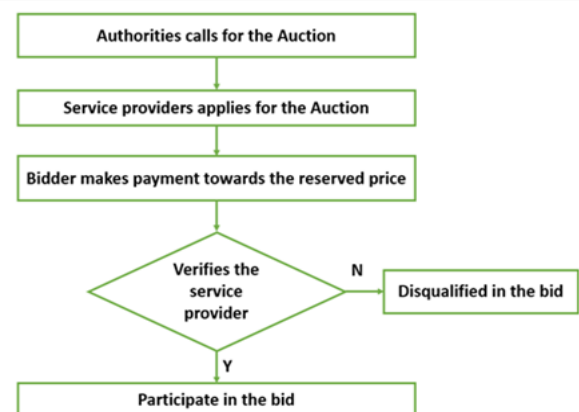 Authorities calls for the Auction
Service providers applies for the Auction
Bidder makes payment towards the reserved price
Verifies the
service
provider
N
Disqualified in the bid
Y
Participate in the bid